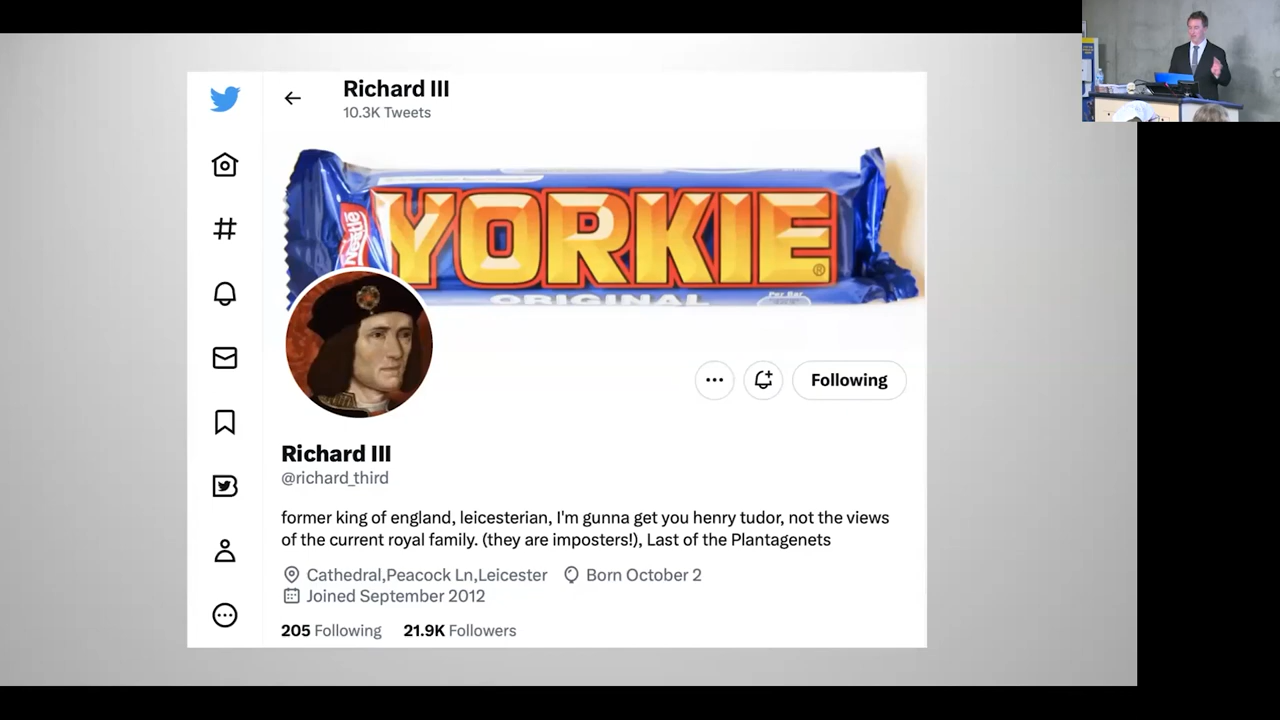 Richard III
10.3K Tweets
Nestlé
YORKIE®
ORIGINAL
Per Bar
Following
Richard III
@richard_third
former king of england, leicesterian, I'm gunna get you henry tudor, not the views
of the current royal family. (they are imposters!), Last of the Plantagenets
Cathedral,Peacock Ln,Leicester Born October 2
Joined September 2012
205 Following 21.9K Followers